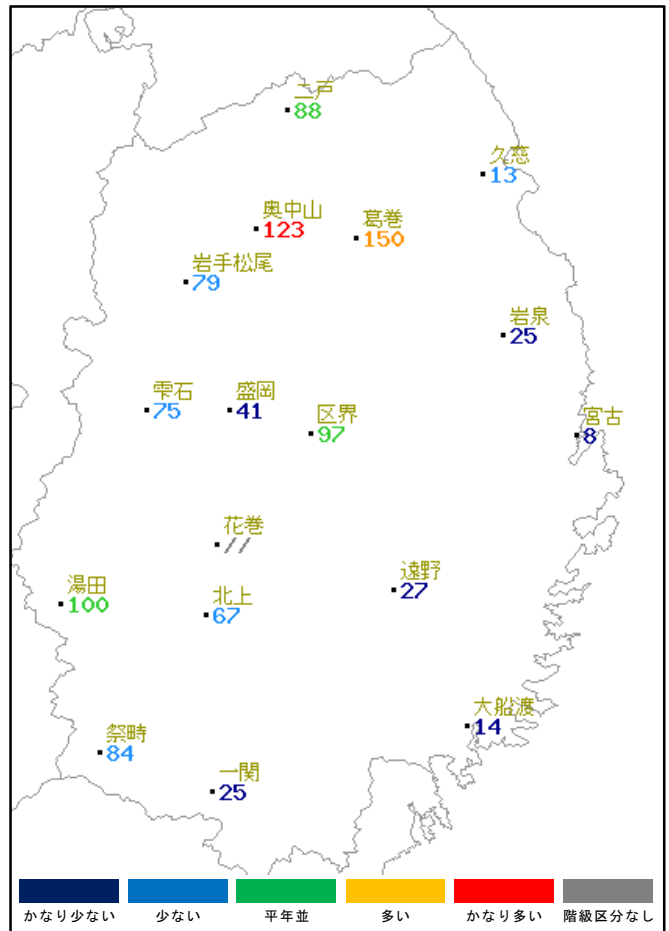 二戸
88
久慈
13
奥中山
123
葛巻
150
岩手松尾
79
岩泉
25
雫石
75
盛岡
41
区界
97
宮古
8
花巻
//
湯田
100
北上
67
遠野
27
大船渡
14
祭畤
84
一関
25
かなり少ない 少ない 平年並 多い かなり多い 階級区分なし